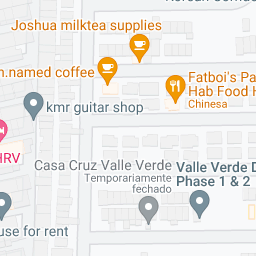 Joshua milktea supplies
n.named coffee
Fatboi's Pa
Hab Food H
Chinesa
kmr guitar shop
HRV
Casa Cruz Valle Verde
Temporariamente
fechado
Valle Verde D
Phase 1 & 2
use for rent